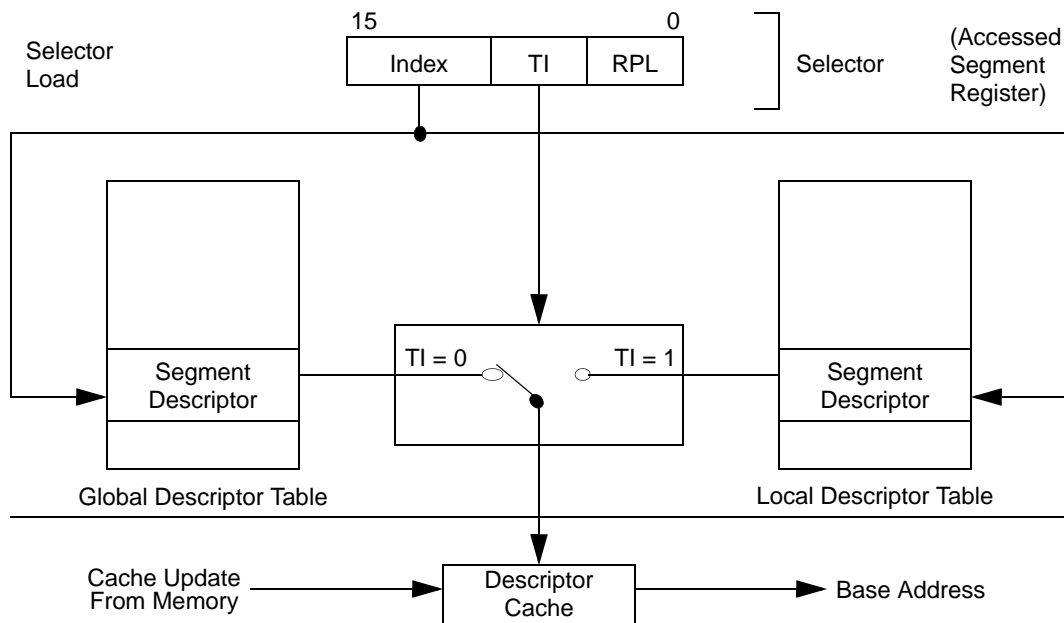 15 0
Selector
Load
Index TI RPL
Selector
(Accessed
Segment
Register)
TI = 0 TI = 1
Segment
Descriptor
Segment
Descriptor
Global Descriptor Table
Local Descriptor Table
Cache Update
From Memory
Descriptor
Cache
Base Address